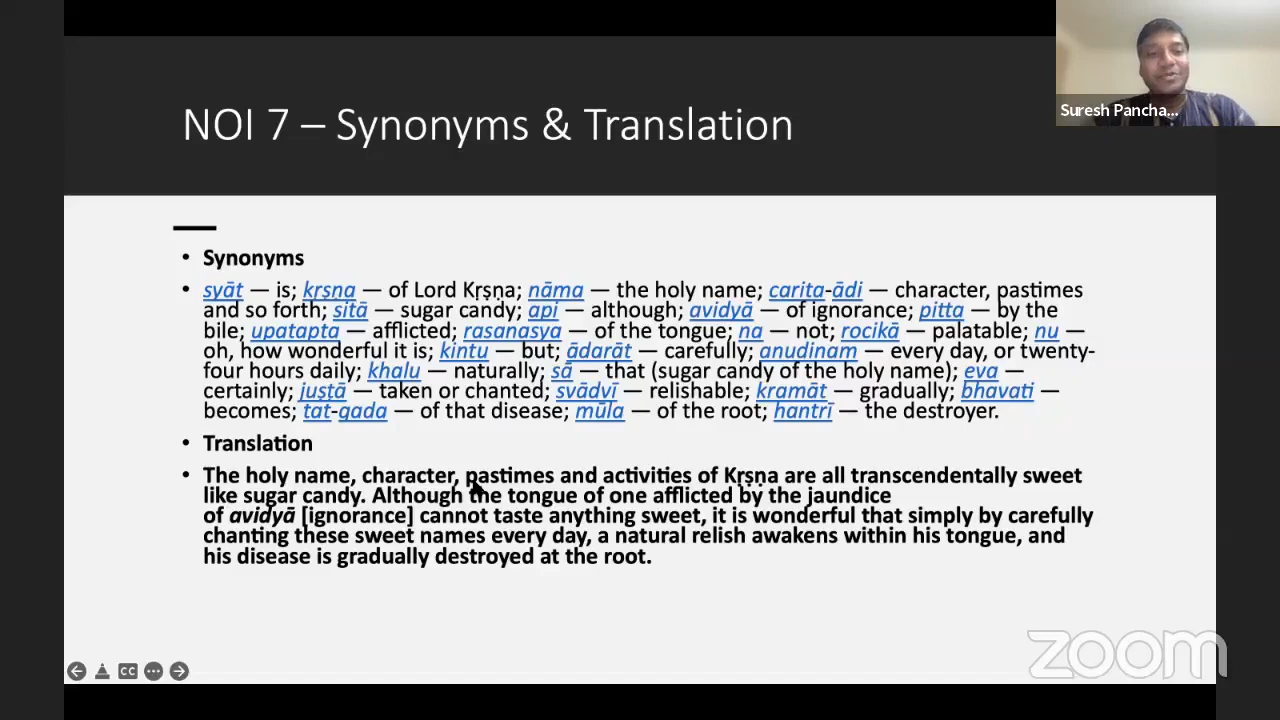 Suresh Pancha...
NOI 7 – Synonyms & Translation
• Synonyms
• syāt — is; kṛṣṇa — of Lord Kṛṣṇa; nāma — the holy name; carita-ādi — character, pastimes
and so forth; sitā — sugar candy; api — although; avidyā — of ignorance; pitta — by the
bile; upatapta — afflicted; rasanasya — of the tongue; na — not; rocikā — palatable; nu —
oh, how wonderful it is; kintu — but; ādarāt — carefully; anudinam — every day, or twenty-
four hours daily; khalu — naturally; sā — that (sugar candy of the holy name); eva —
certainly; juṣṭā — taken or chanted; svādvī — relishable; kramāt — gradually; bhavati —
becomes; tat-gada — of that disease; mūla — of the root; hantrī — the destroyer.
• Translation
• The holy name, character, pastimes and activities of Kṛṣṇa are all transcendentally sweet
like sugar candy. Although the tongue of one afflicted by the jaundice
of avidyā [ignorance] cannot taste anything sweet, it is wonderful that simply by carefully
chanting these sweet names every day, a natural relish awakens within his tongue, and
his disease is gradually destroyed at the root.
CC
zoom